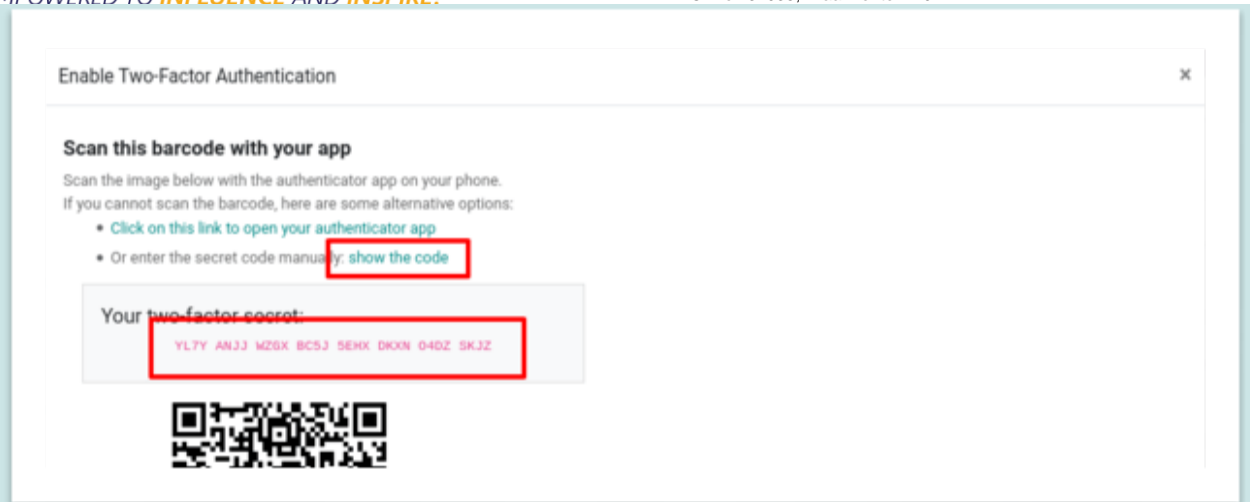 MPOWERED TO INFLUENCE AND INSPIRE.
Enable Two-Factor Authentication ×
Scan this barcode with your app
Scan the image below with the authenticator app on your phone.
If you cannot scan the barcode, here are some alternative options:
• Click on this link to open your authenticator app
• Or enter the secret code manually: show the code
Your two-factor secret:
YL7Y ANJJ WZGX BC5J 5EHX DKXN O4DZ SKJZ